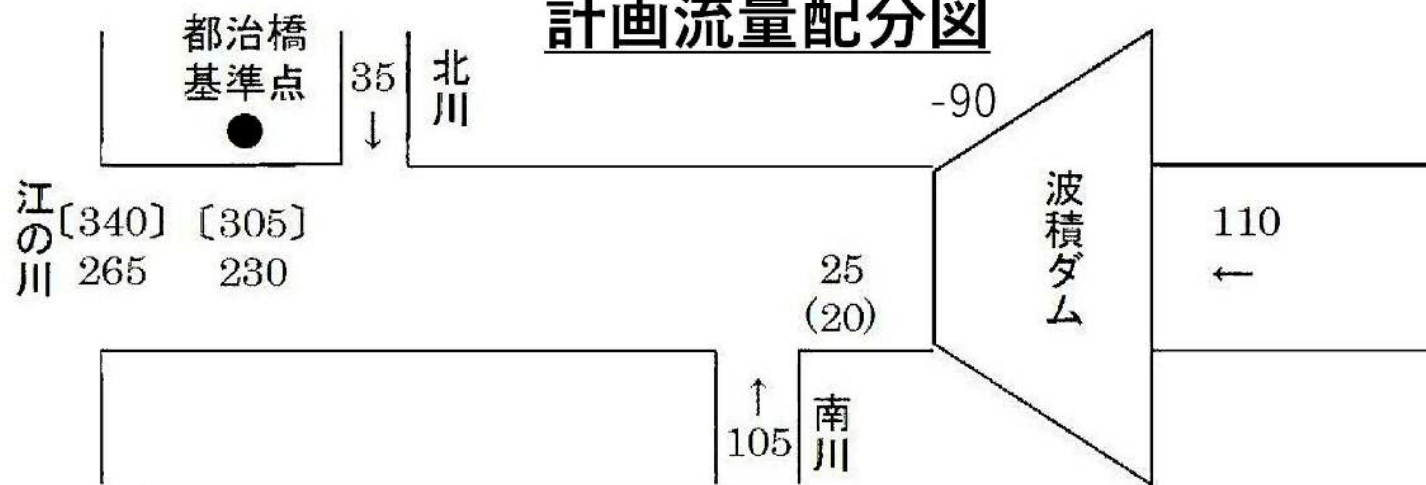 計画流量配分図
都治橋
基準点
35
↓
北川
-90
江の川
〔340〕
265
〔305〕
230
25
(20)
波積ダム
110
←
↑
105
南川